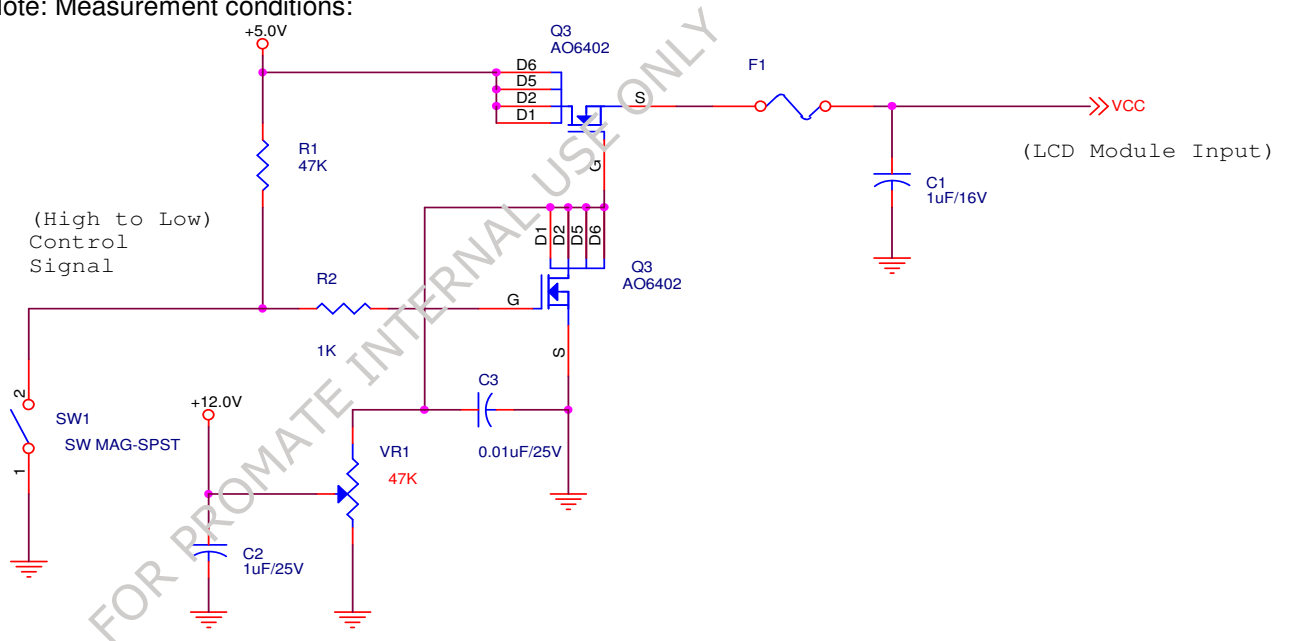 Note: Measurement conditions:
+5.0V
Q3
AO6402
D6
D5
D2
D1
S
G
F1
VCC
(LCD Module Input)
R1
47K
C1
1uF/16V
(High to Low)
Control
Signal
D1
D2
D5
D6
Q3
AO6402
R2
1K
G
S
C3
0.01uF/25V
2
SW1
SW MAG-SPST
1
+12.0V
VR1
47K
C2
1uF/25V
FOR PROMATE INTERNAL USE ONLY